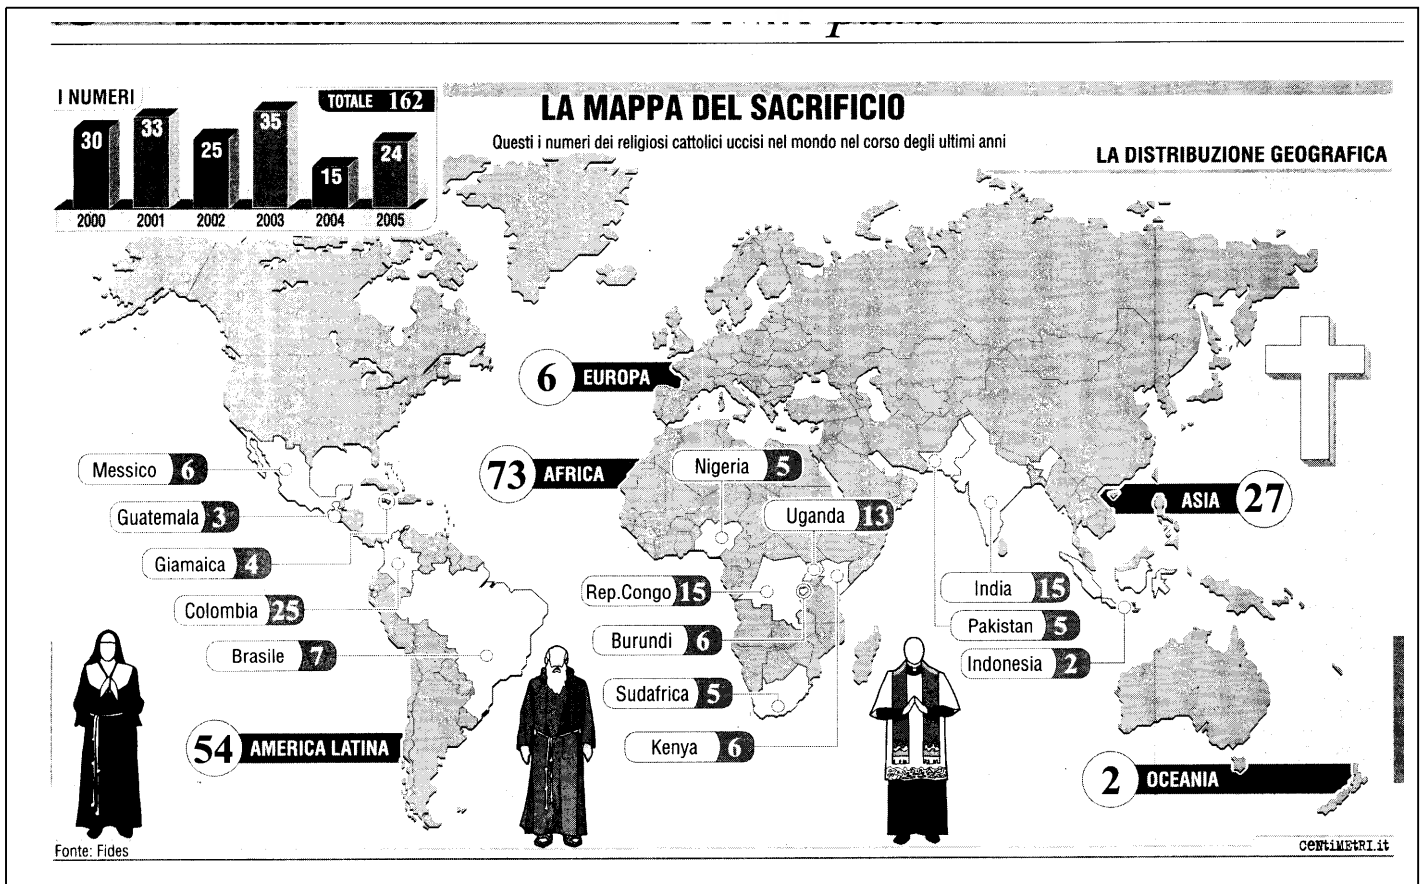 I NUMERI
TOTALE 162
30
33
25
35
15
24
2000 2001 2002 2003 2004 2005
LA MAPPA DEL SACRIFICIO
Questi i numeri dei religiosi cattolici uccisi nel mondo nel corso degli ultimi anni
LA DISTRIBUZIONE GEOGRAFICA
6 EUROPA
73 AFRICA
Nigeria 5
Uganda 13
Rep.Congo 15
Burundi 6
Sudafrica 5
Kenya 6
Messico 6
Guatemala 3
Giamaica 4
Colombia 25
Brasile 7
54 AMERICA LATINA
ASIA 27
India 15
Pakistan 5
Indonesia 2
2 OCEANIA
Fonte: Fides
CENTIMETRI.it